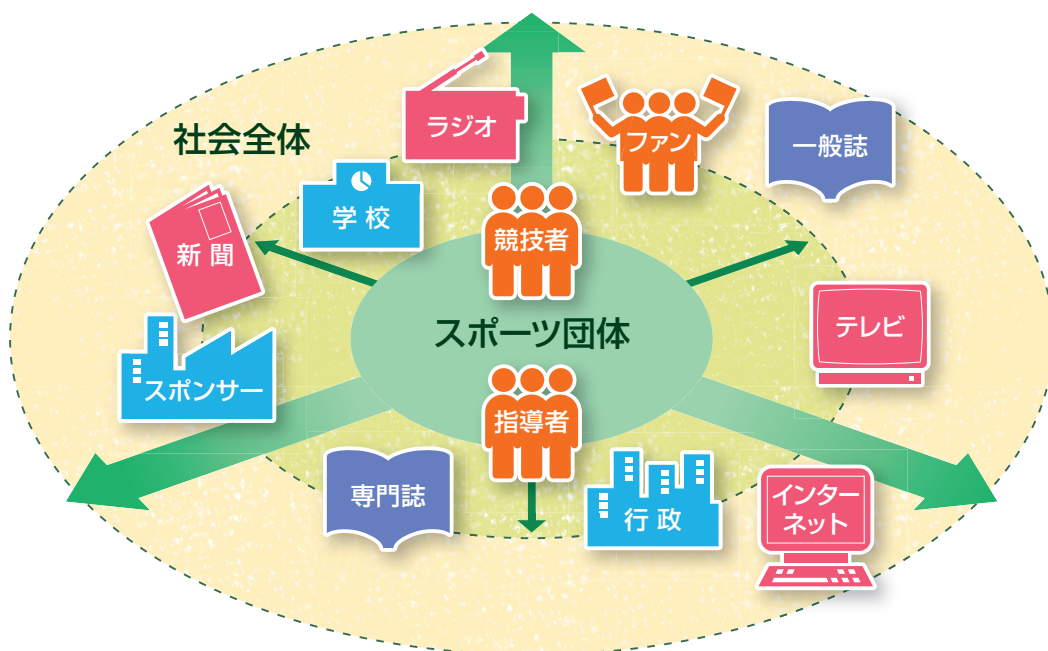 ラジオ
ファン
一般誌
社会全体
学校
新聞
競技者
スポーツ団体
テレビ
スポンサー
指導者
専門誌
行政
インター
ネット